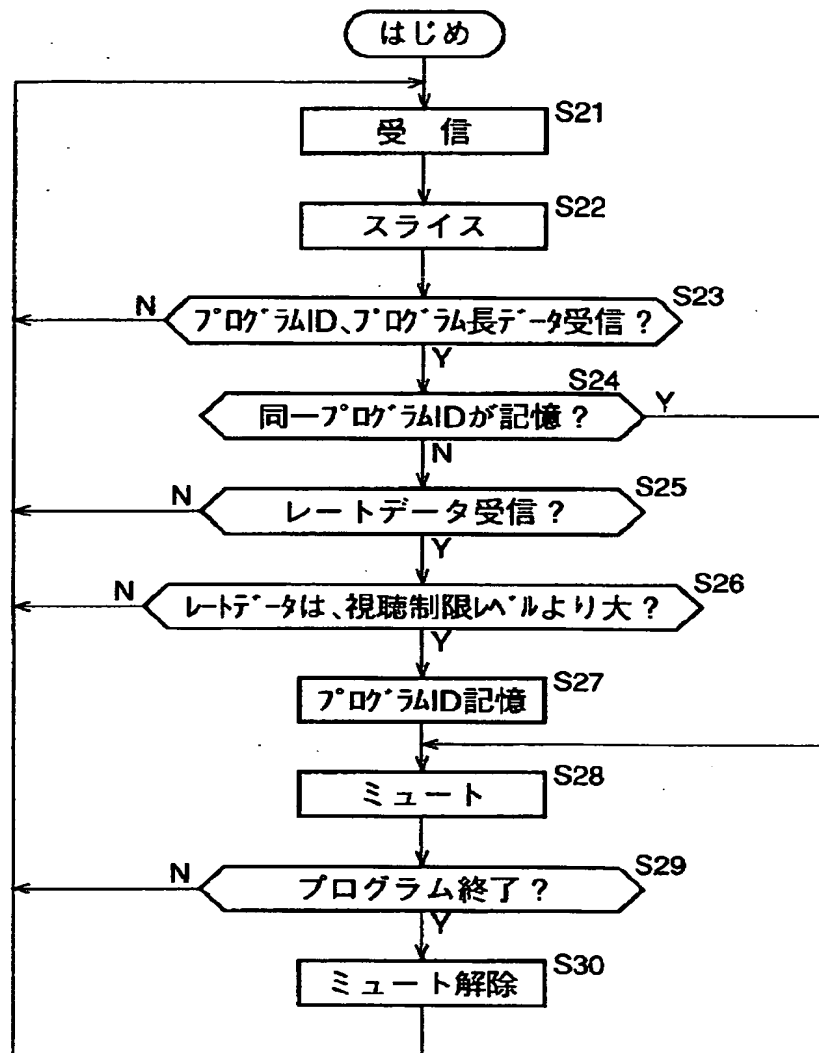 はじめ
S21
受 信
S22
スライス
S23
N
プログラムID、プログラム長データ受信?
Y
S24
同一プログラムIDが記憶?
Y
N
S25
N
レートデータ受信?
Y
S26
N
レートデータは、視聴制限レベルより大?
Y
S27
プログラムID記憶
S28
ミュート
S29
N
プログラム終了?
Y
S30
ミュート解除